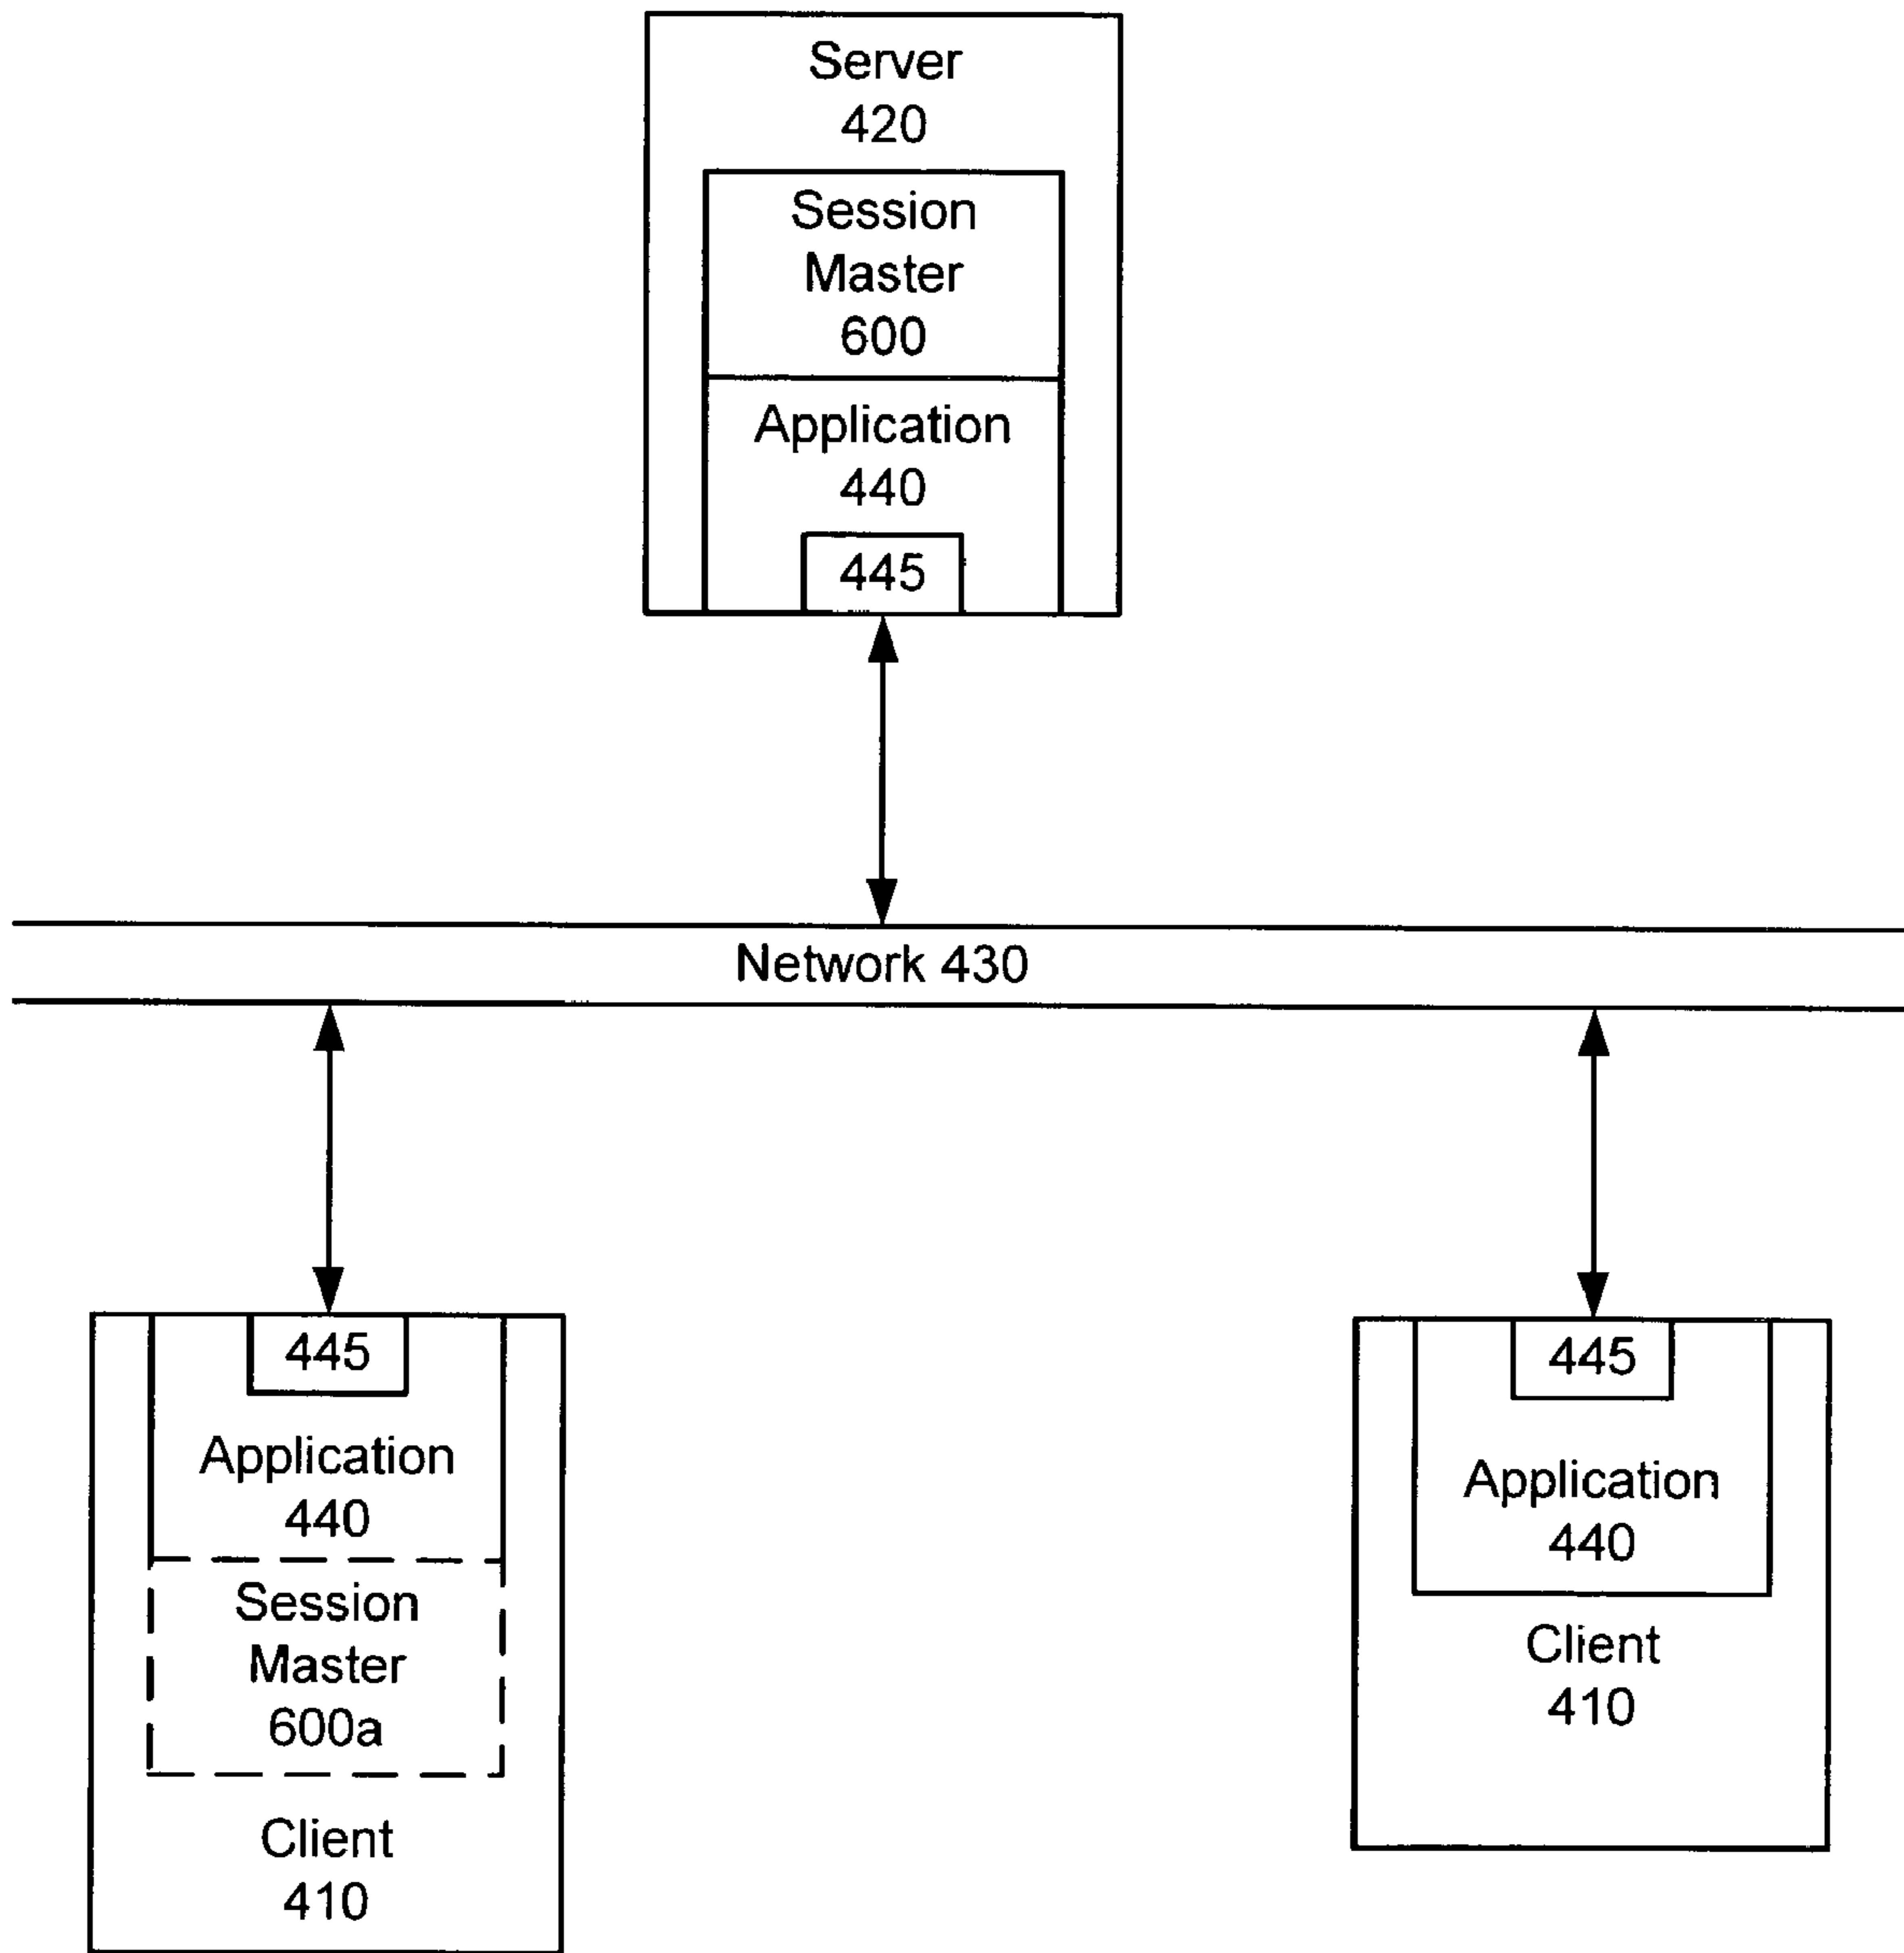 Server
420
Session
Master
600
Application
440
445
Network 430
445
Application
440
Session
Master
600a
Client
410
445
Application
440
Client
410